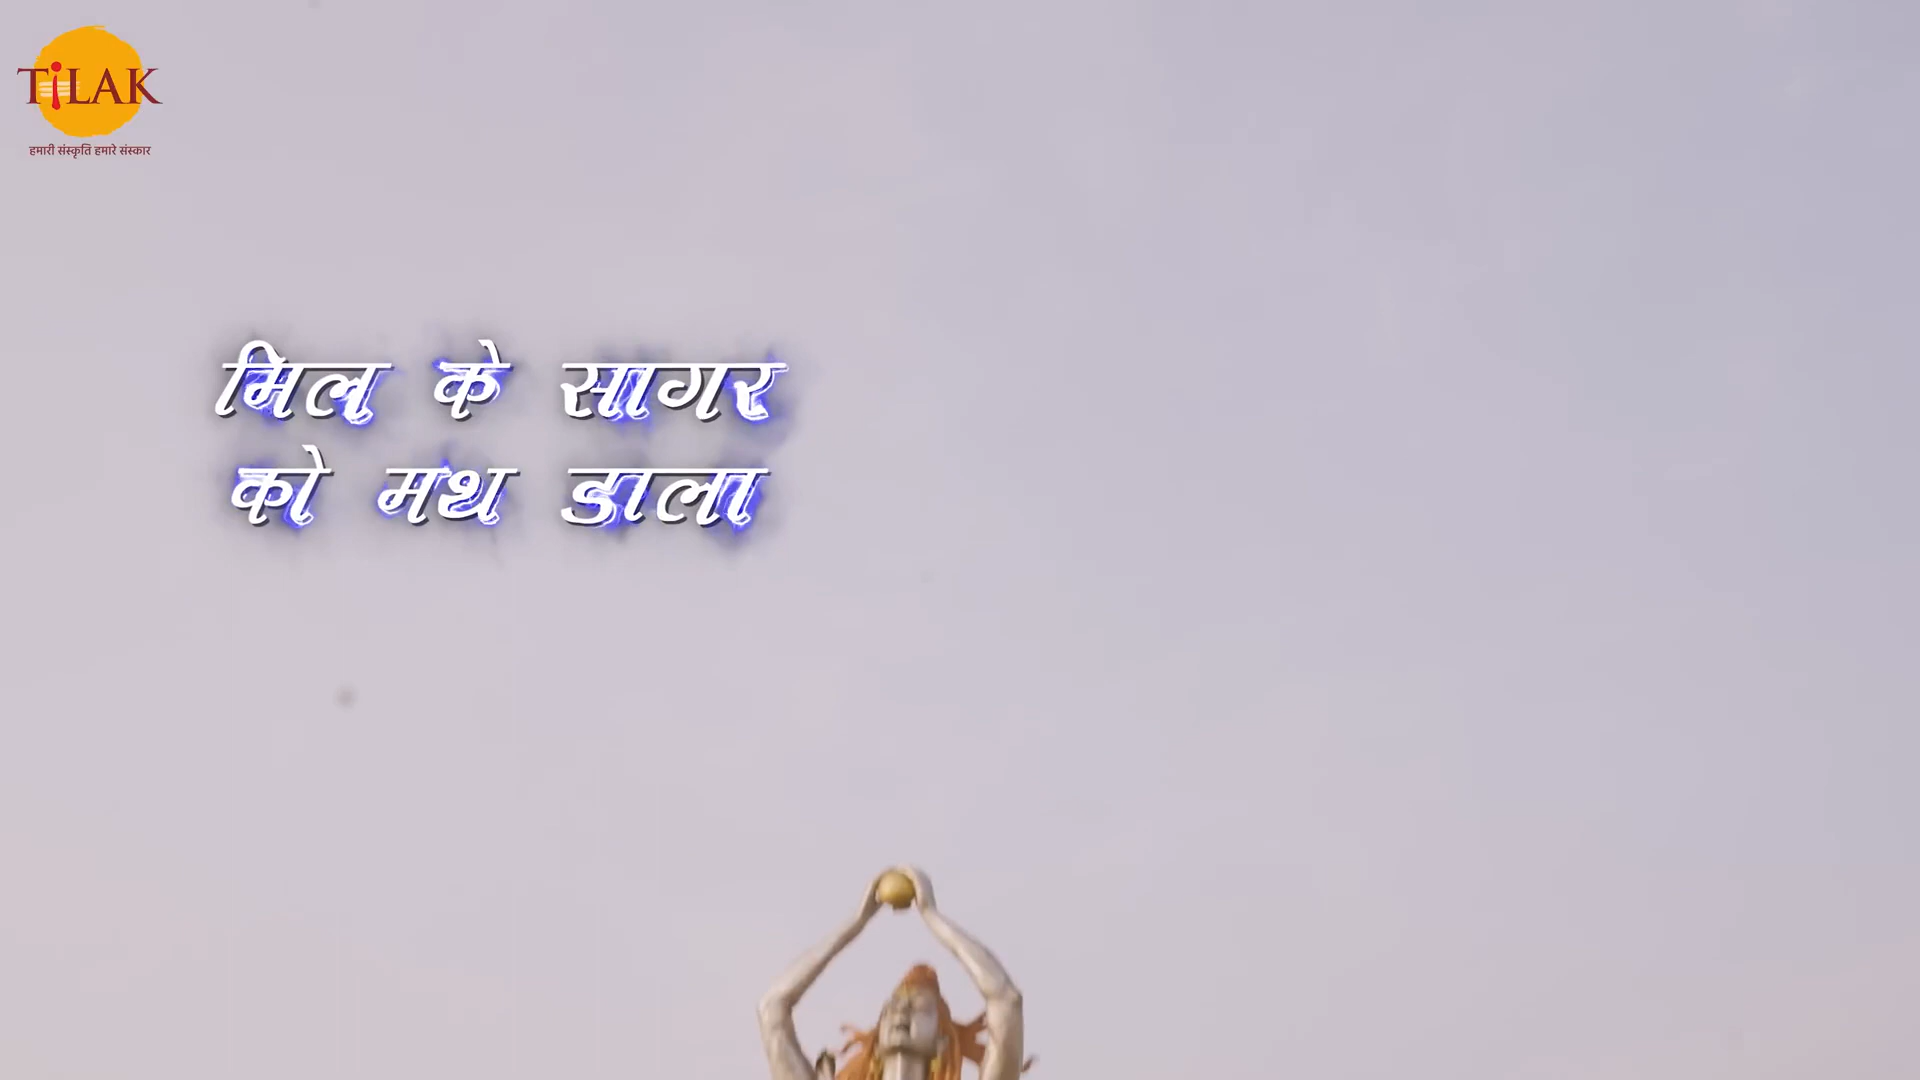 TiLAK
हमारी संस्कृति हमारे संस्कार
मिल के सागर
को मथ डाला